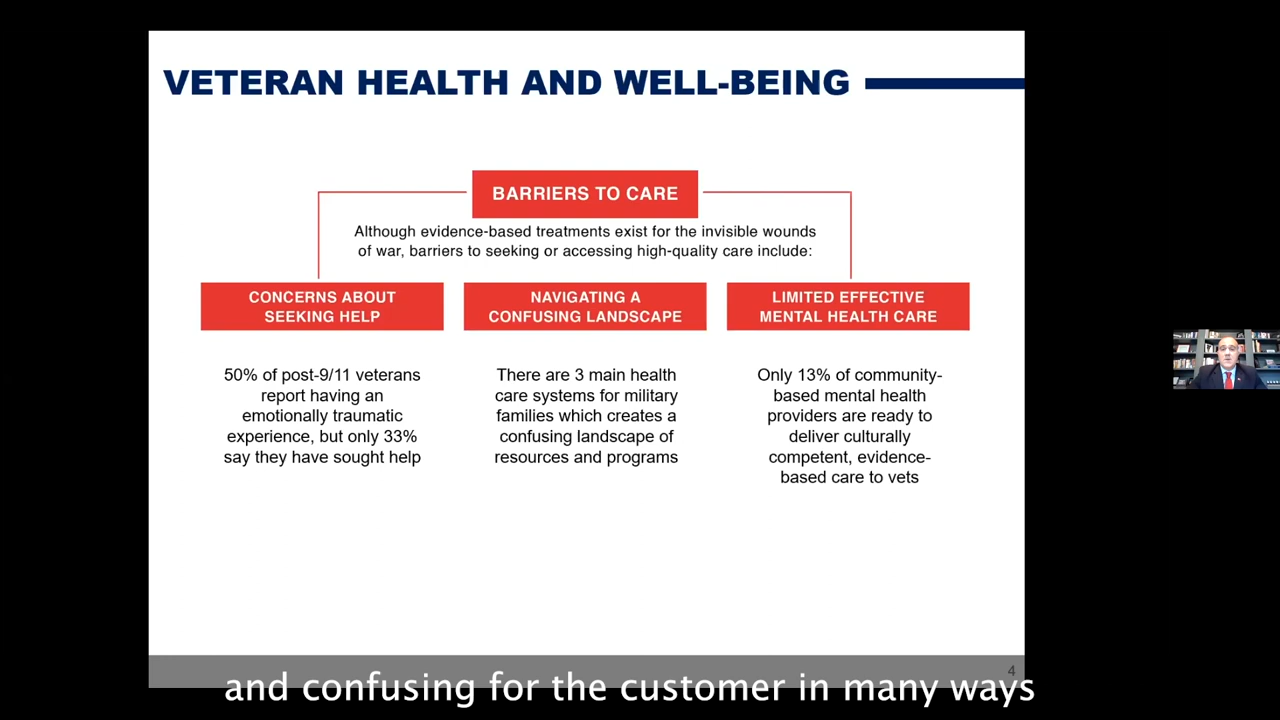 VETERAN HEALTH AND WELL-BEING
BARRIERS TO CARE
Although evidence-based treatments exist for the invisible wounds
of war, barriers to seeking or accessing high-quality care include:
CONCERNS ABOUT
SEEKING HELP
50% of post-9/11 veterans
report having an
emotionally traumatic
experience, but only 33%
say they have sought help
NAVIGATING A
CONFUSING LANDSCAPE
There are 3 main health
care systems for military
families which creates a
confusing landscape of
resources and programs
LIMITED EFFECTIVE
MENTAL HEALTH CARE
Only 13% of community-
based mental health
providers are ready to
deliver culturally
competent, evidence-
based care to vets
4
and confusing for the customer in many ways